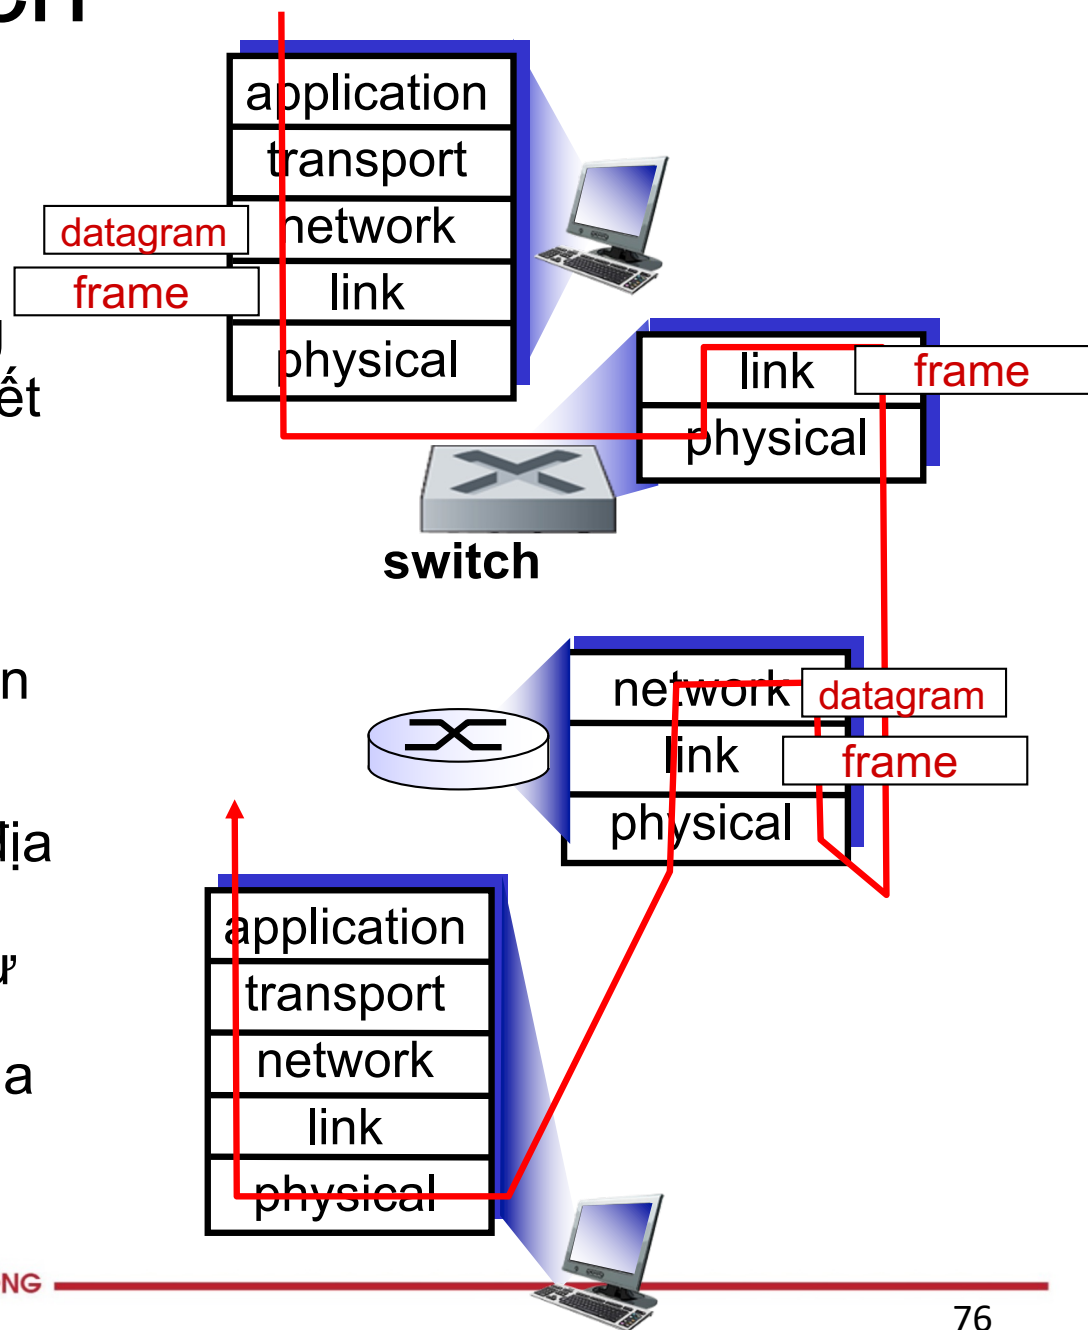 application
transport
datagram
network
frame
link
physical
ết
link
frame
physical
switch
n
network
datagram
link
frame
physical
địa
ư
a
application
transport
network
link
physical
NG
76